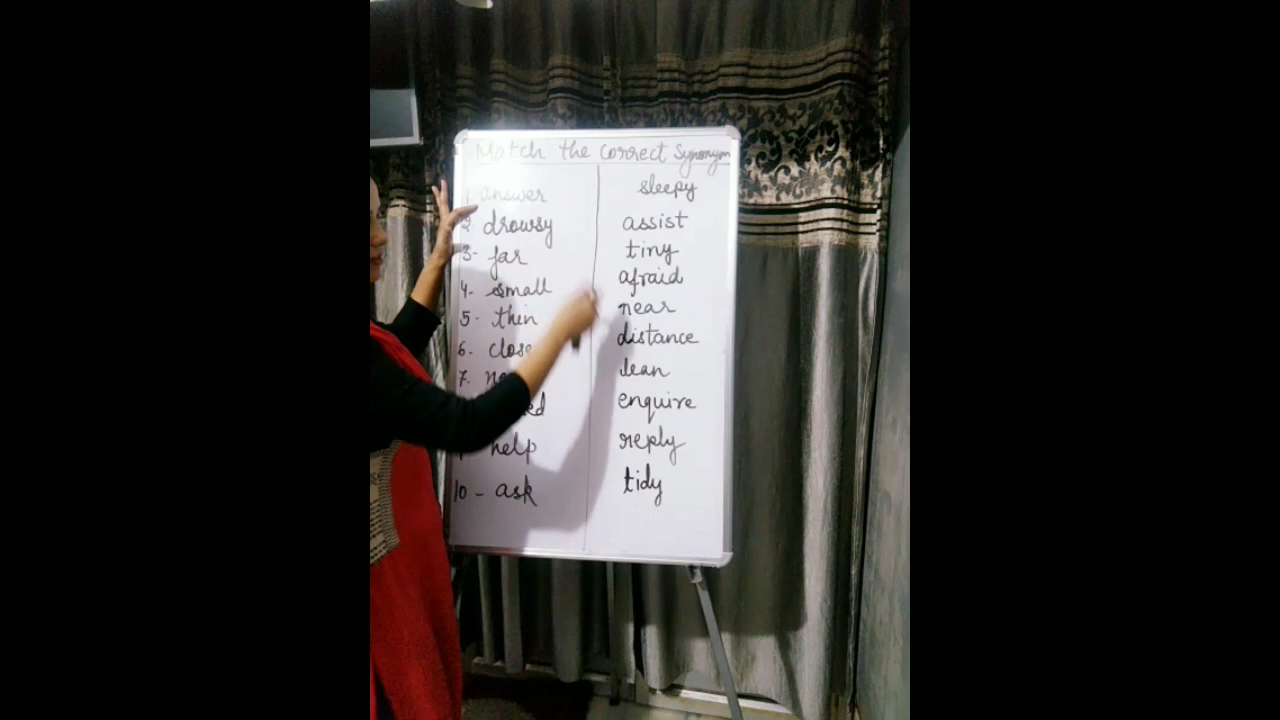 Match the correct Synonym
1 answer sleepy
2- drowsy assist
3- far tiny
4- small afraid
5- thin near
6. close distance
7. lean
enquire
help reply
10 - ask tidy